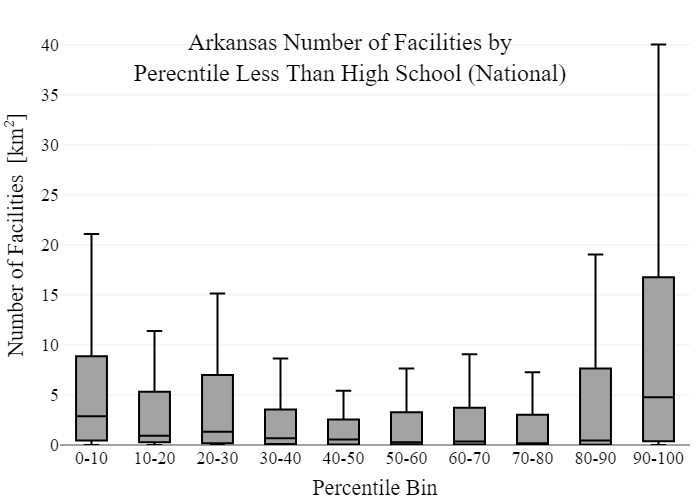 Arkansas Number of Facilities by
Perecntile Less Than High School (National)
Number of Facilities [km²]
40
35
30
25
20
15
10
5
0
0-10 10-20 20-30 30-40 40-50 50-60 60-70 70-80 80-90 90-100
Percentile Bin